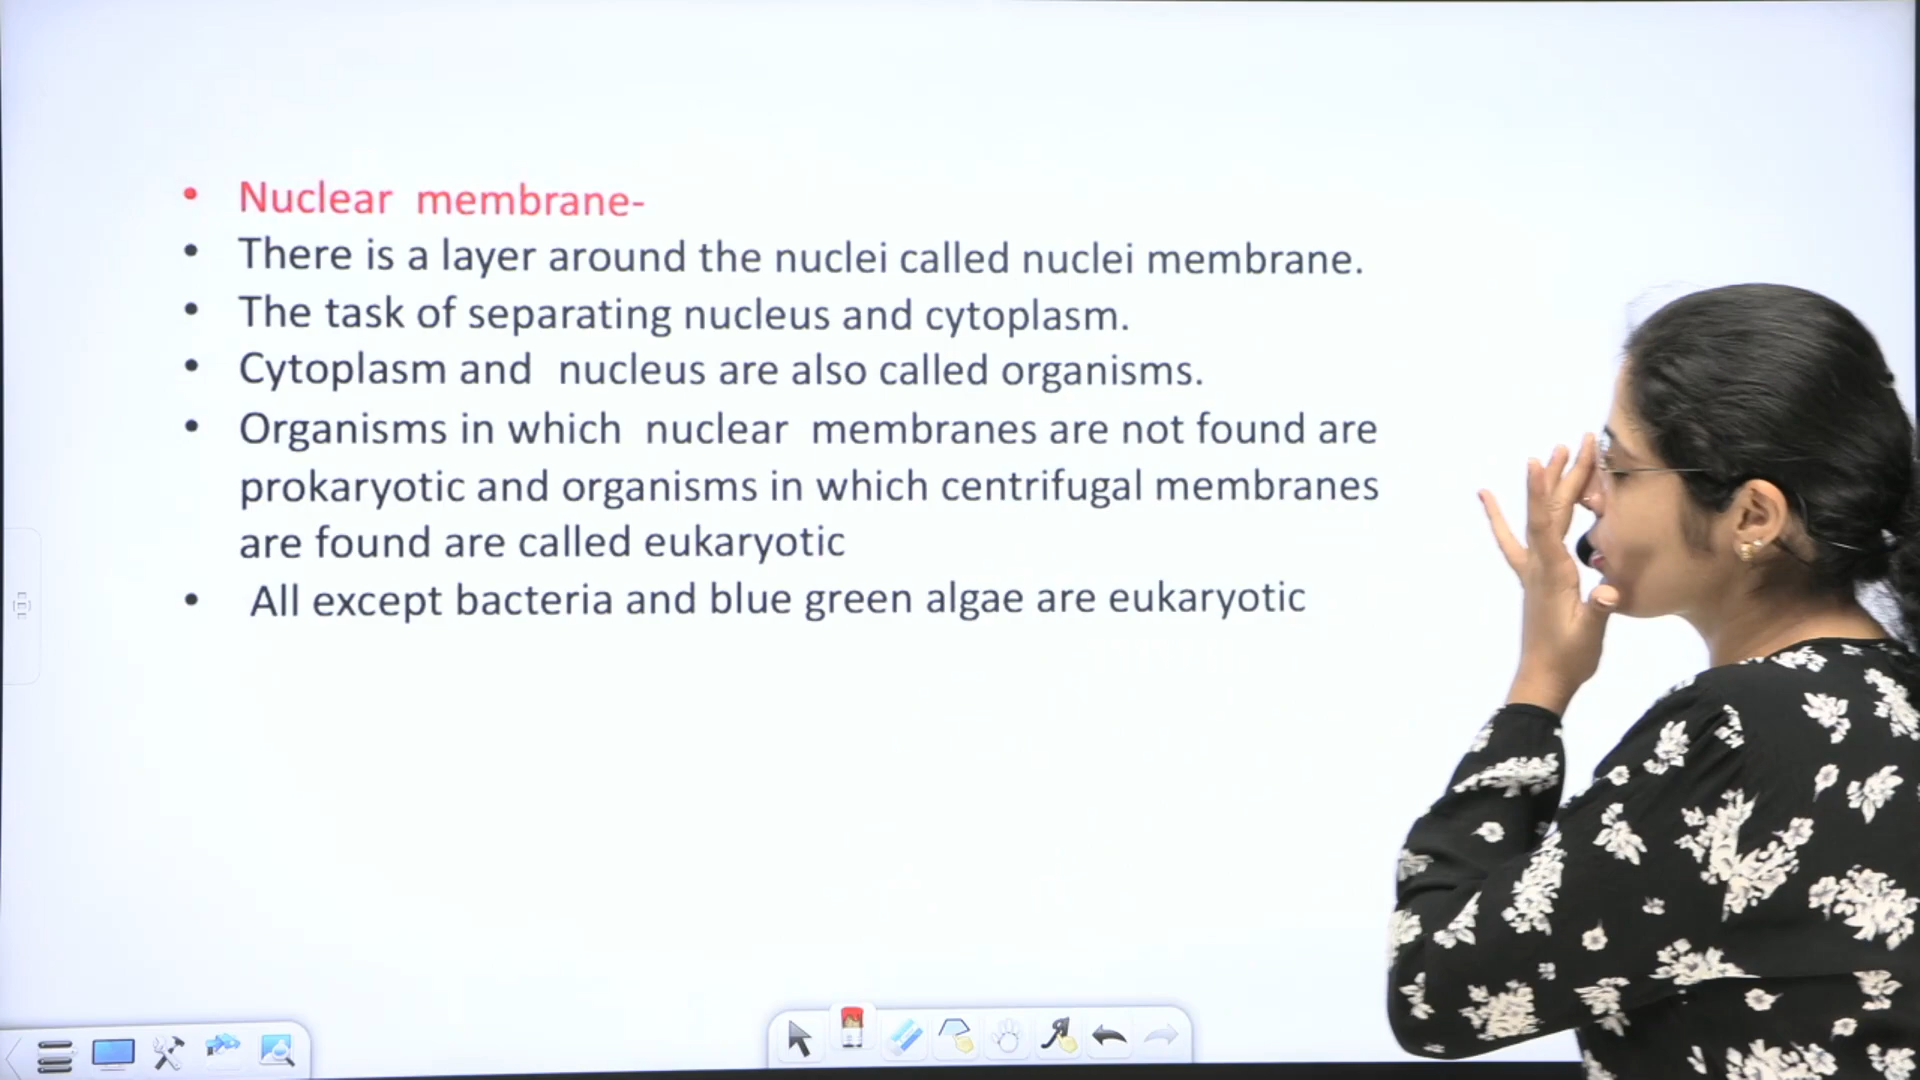 • Nuclear membrane-
• There is a layer around the nuclei called nuclei membrane.
• The task of separating nucleus and cytoplasm.
• Cytoplasm and nucleus are also called organisms.
• Organisms in which nuclear membranes are not found are
prokaryotic and organisms in which centrifugal membranes
are found are called eukaryotic
• All except bacteria and blue green algae are eukaryotic